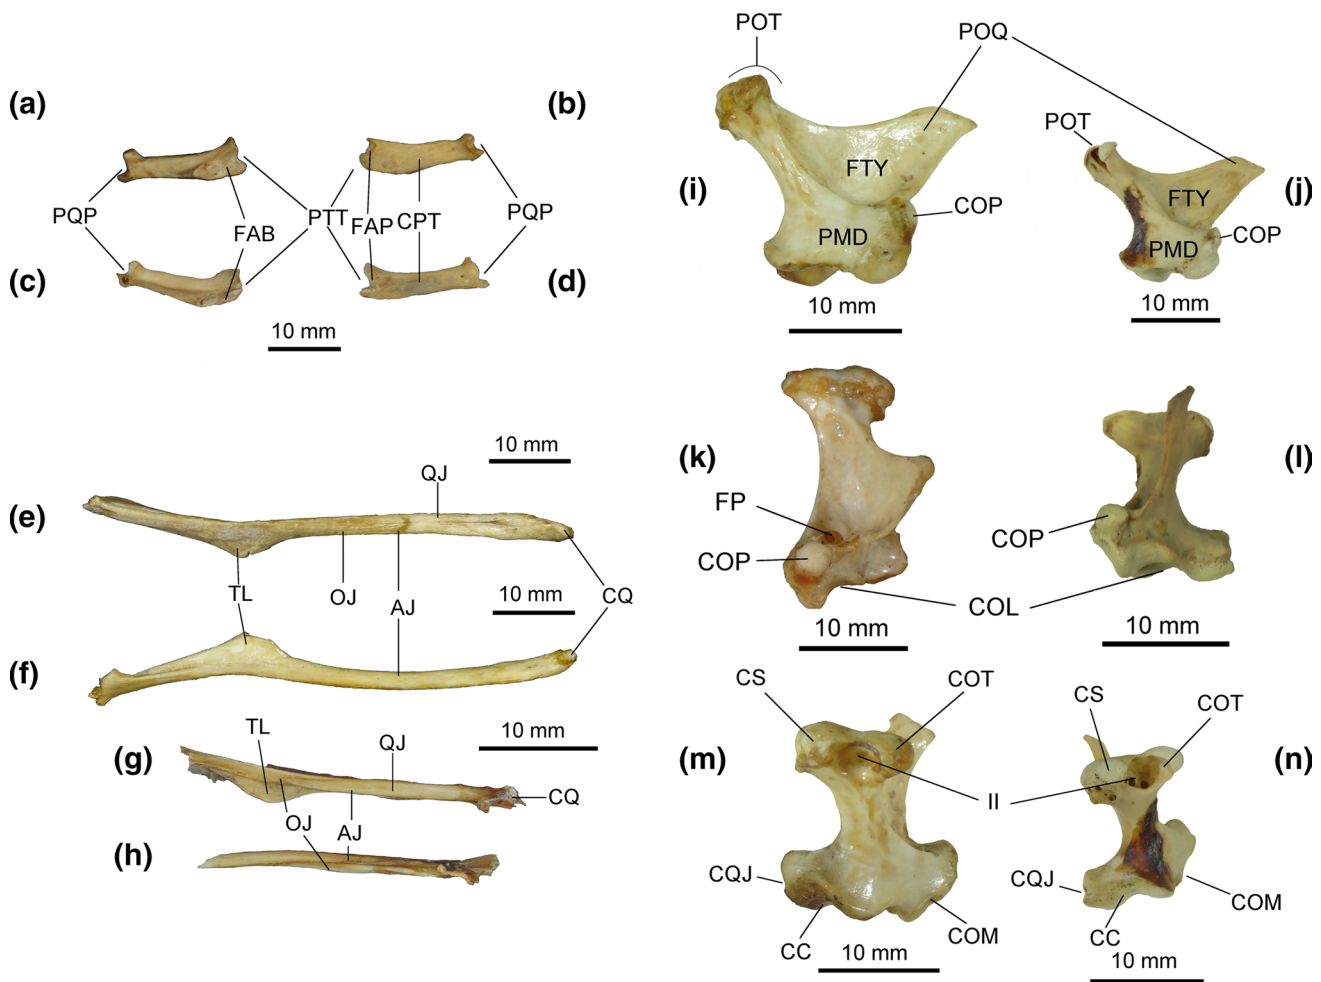 (a)
(b)
PQP
FAB
PTT
FAP
CPT
PQP
(c)
(d)
10 mm
10 mm
QJ
(e)
TL
OJ
10 mm
AJ
CQ
(f)
TL
10 mm
(g)
QJ
CQ
OJ
AJ
(h)
POT
POQ
POT
FTY
(i)
FTY
(j)
COP
PMD
PMD
COP
10 mm
10 mm
(k)
(l)
FP
COP
COP
COL
10 mm
10 mm
CS
COT
CS
COT
(m)
(n)
II
CQJ
CQJ
COM
COM
CC
CC
10 mm
10 mm